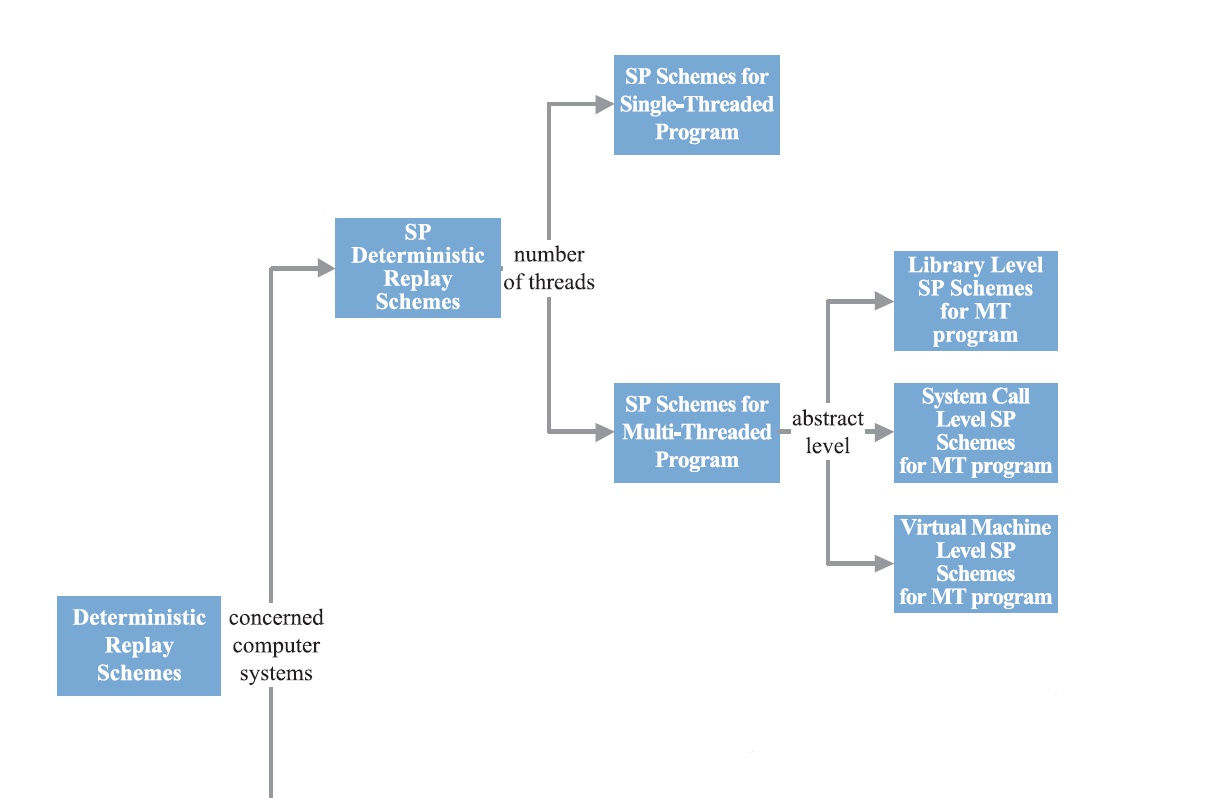 SP Schemes for
Single-Threaded
Program
SP
Deterministic
Replay
Schemes
number
of threads
Library Level
SP Schemes
for MT
program
SP Schemes for
Multi-Threaded
Program
abstract
level
System Call
Level SP
Schemes
for MT program
Virtual Machine
Level SP
Schemes
for MT program
Deterministic
Replay
Schemes
concerned
computer
systems